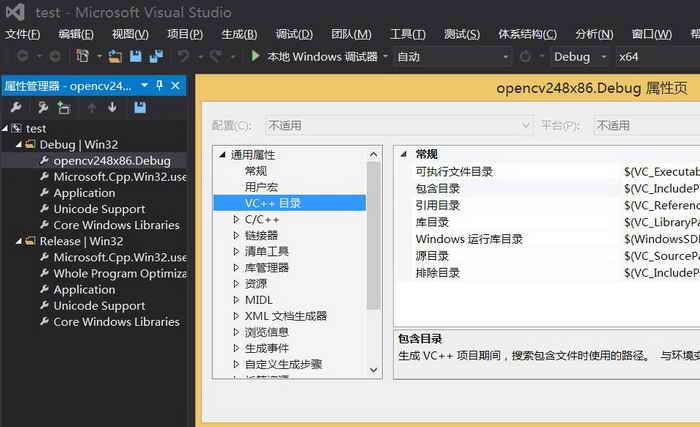 test - Microsoft Visual Studio
文件(F) 编辑(E) 视图(V) 项目(P) 生成(B) 调试(D) 团队(M) 工具(T) 测试(S) 体系结构(C) 分析(N) 窗口(W)
本地 Windows 调试器 自动 Debug x64
属性管理器 - opencv24...
test
Debug | Win32
opencv248x86.Debug
Microsoft.Cpp.Win32.use
Application
Unicode Support
Core Windows Libraries
Release | Win32
Microsoft.Cpp.Win32.use
Whole Program Optimiza
Application
Unicode Support
Core Windows Libraries
opencv248x86.Debug 属性页
配置(C): 不适用 平台(P): 不适用
通用属性
常规
用户宏
VC++ 目录
C/C++
链接器
清单工具
库管理器
资源
MIDL
XML 文档生成器
浏览信息
生成事件
自定义生成步骤
常规
可执行文件目录 $(VC_Executab
包含目录 $(VC_IncludeP
引用目录 $(VC_Referenc
库目录 $(VC_LibraryPa
Windows 运行库目录 $(WindowsSDI
源目录 $(VC_SourcePa
排除目录 $(VC_IncludeP
包含目录
生成 VC++ 项目期间，搜索包含文件时使用的路径。 与环境变